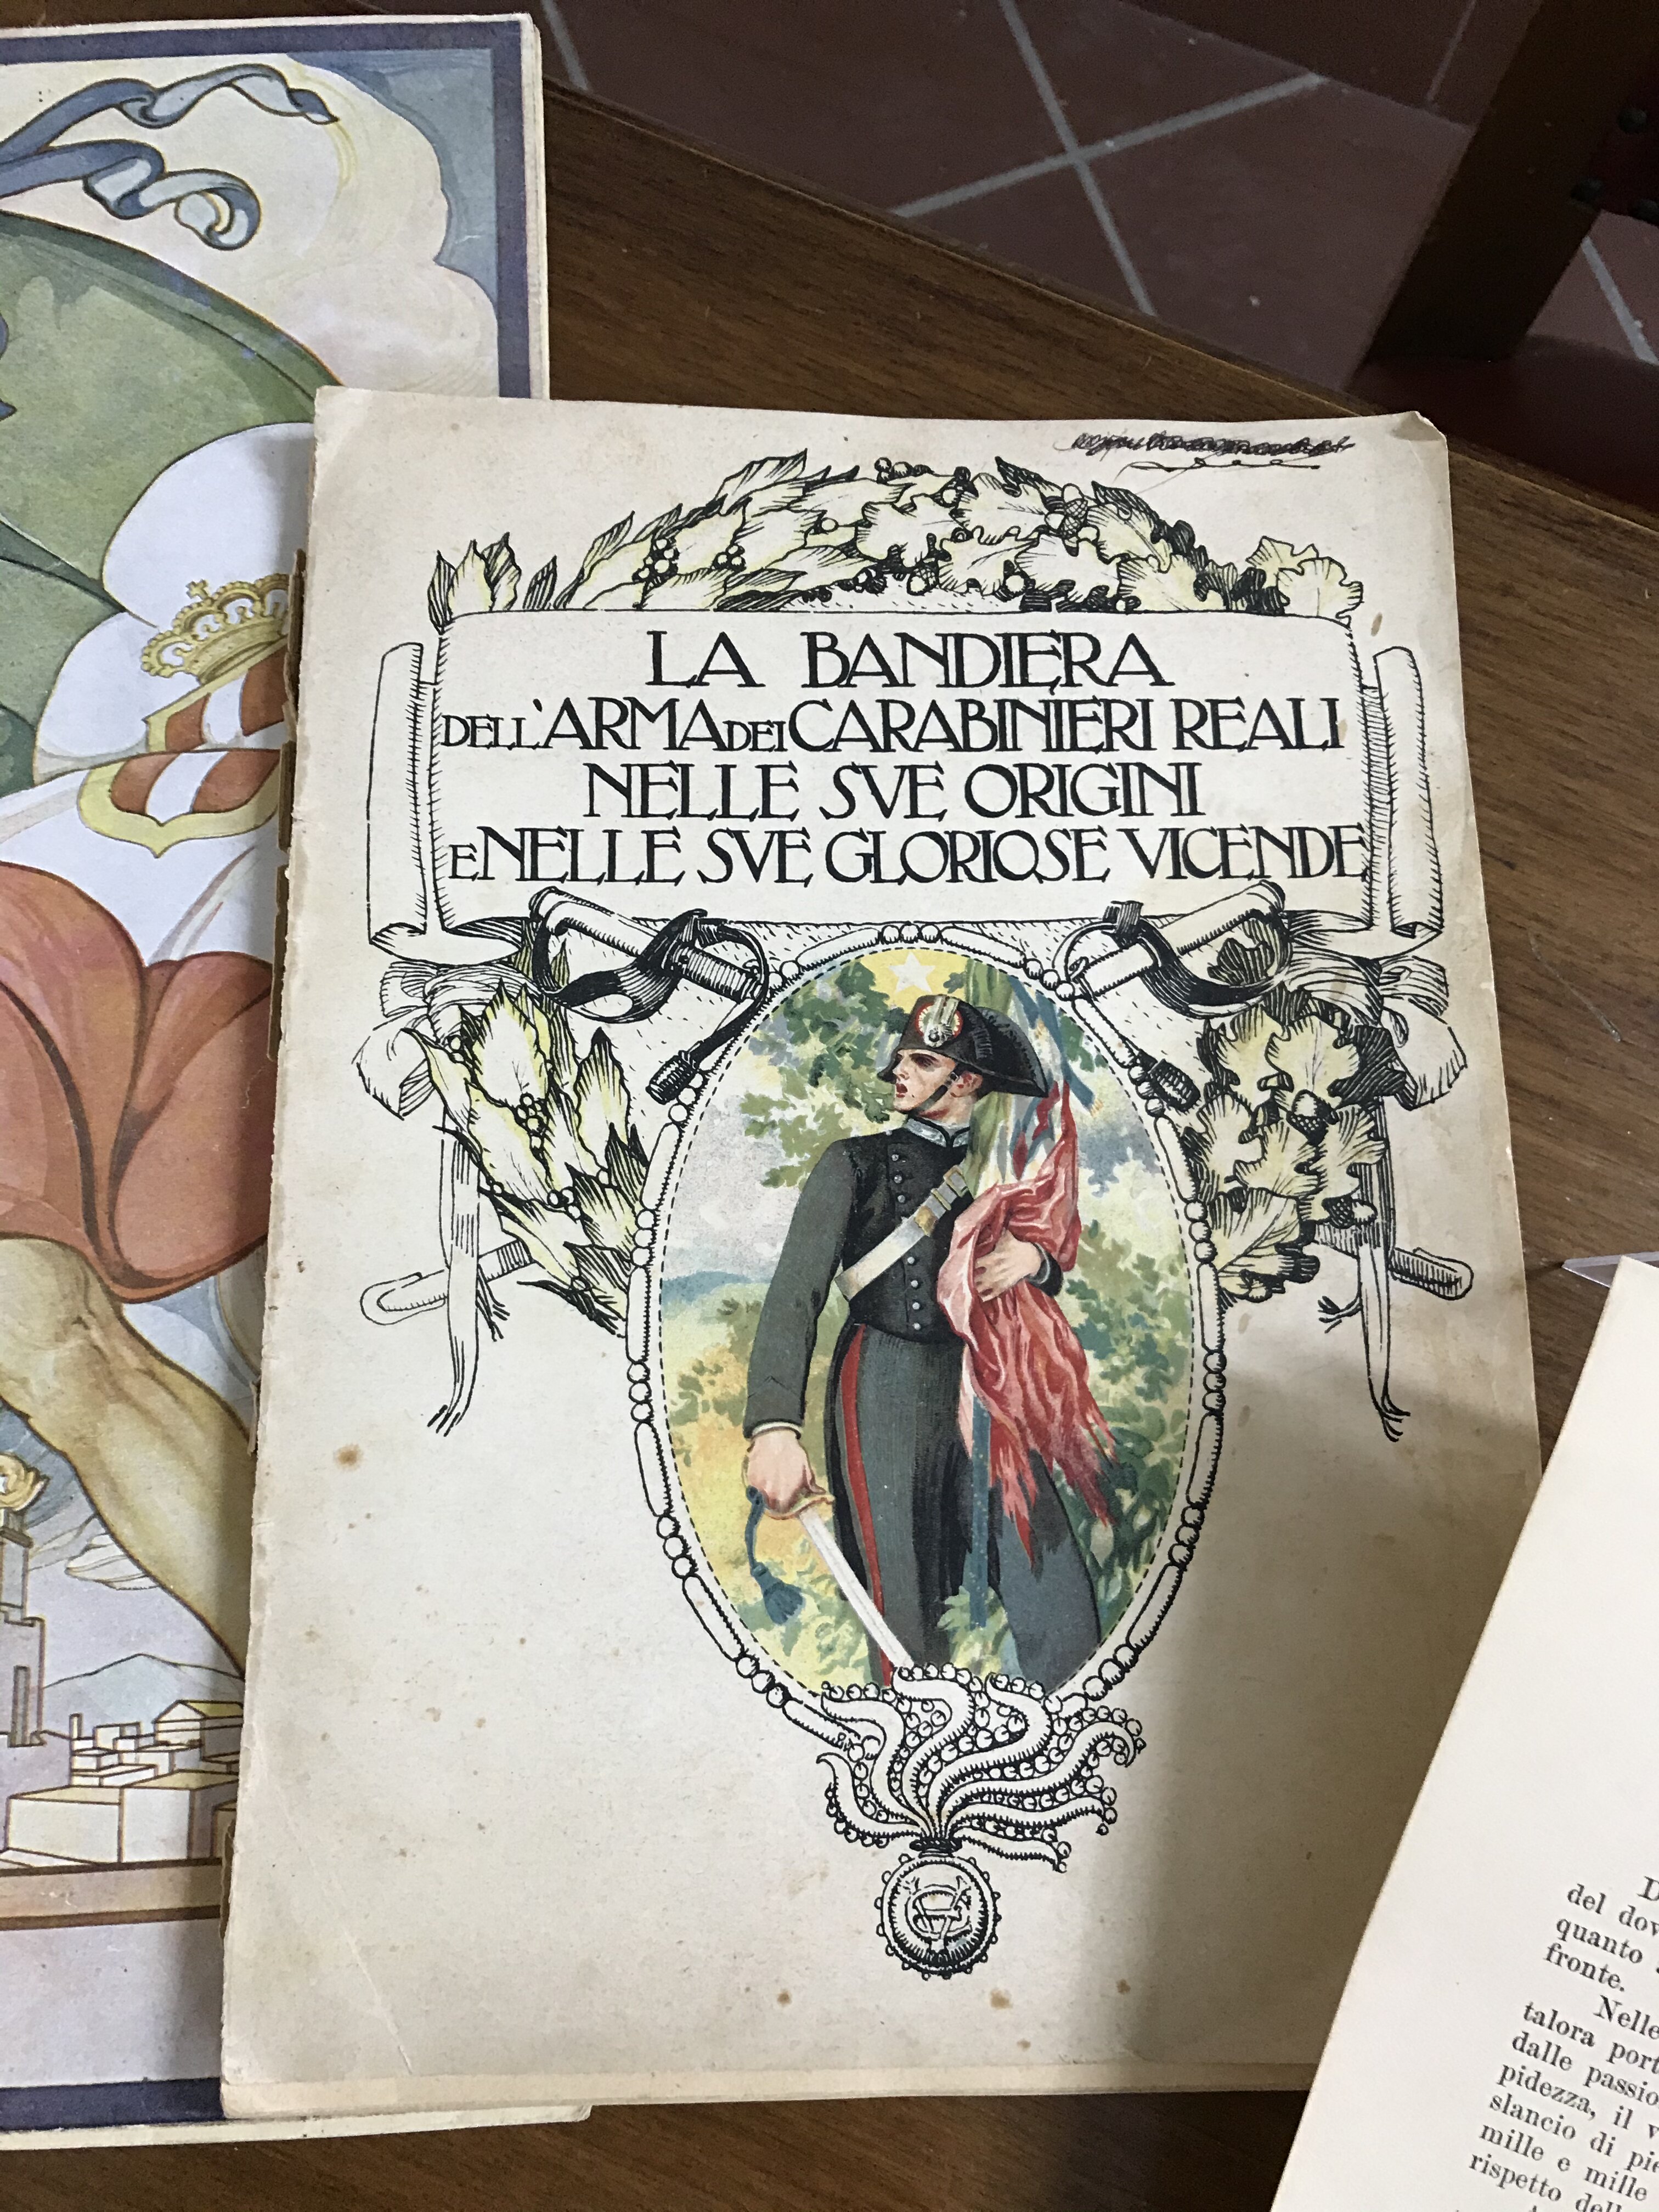 LA BANDIERA
DELL'ARMA DEI CARABINIERI REALI
NELLE SVE ORIGINI
E NELLE SVE GLORIOSE VICENDE
del dov
quanto
fronte.
Nelle
talora port
dalle passio
pidezza, il v
slancio di pie
mille e mille
rispetto dell